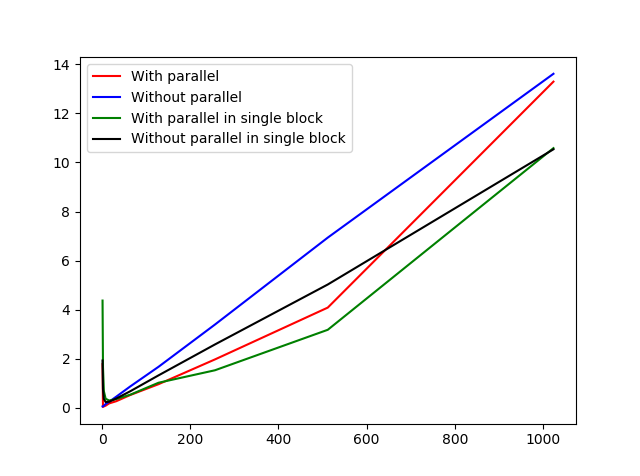 14
12
10
8
6
4
2
0
With parallel
Without parallel
With parallel in single block
Without parallel in single block
0 200 400 600 800 1000